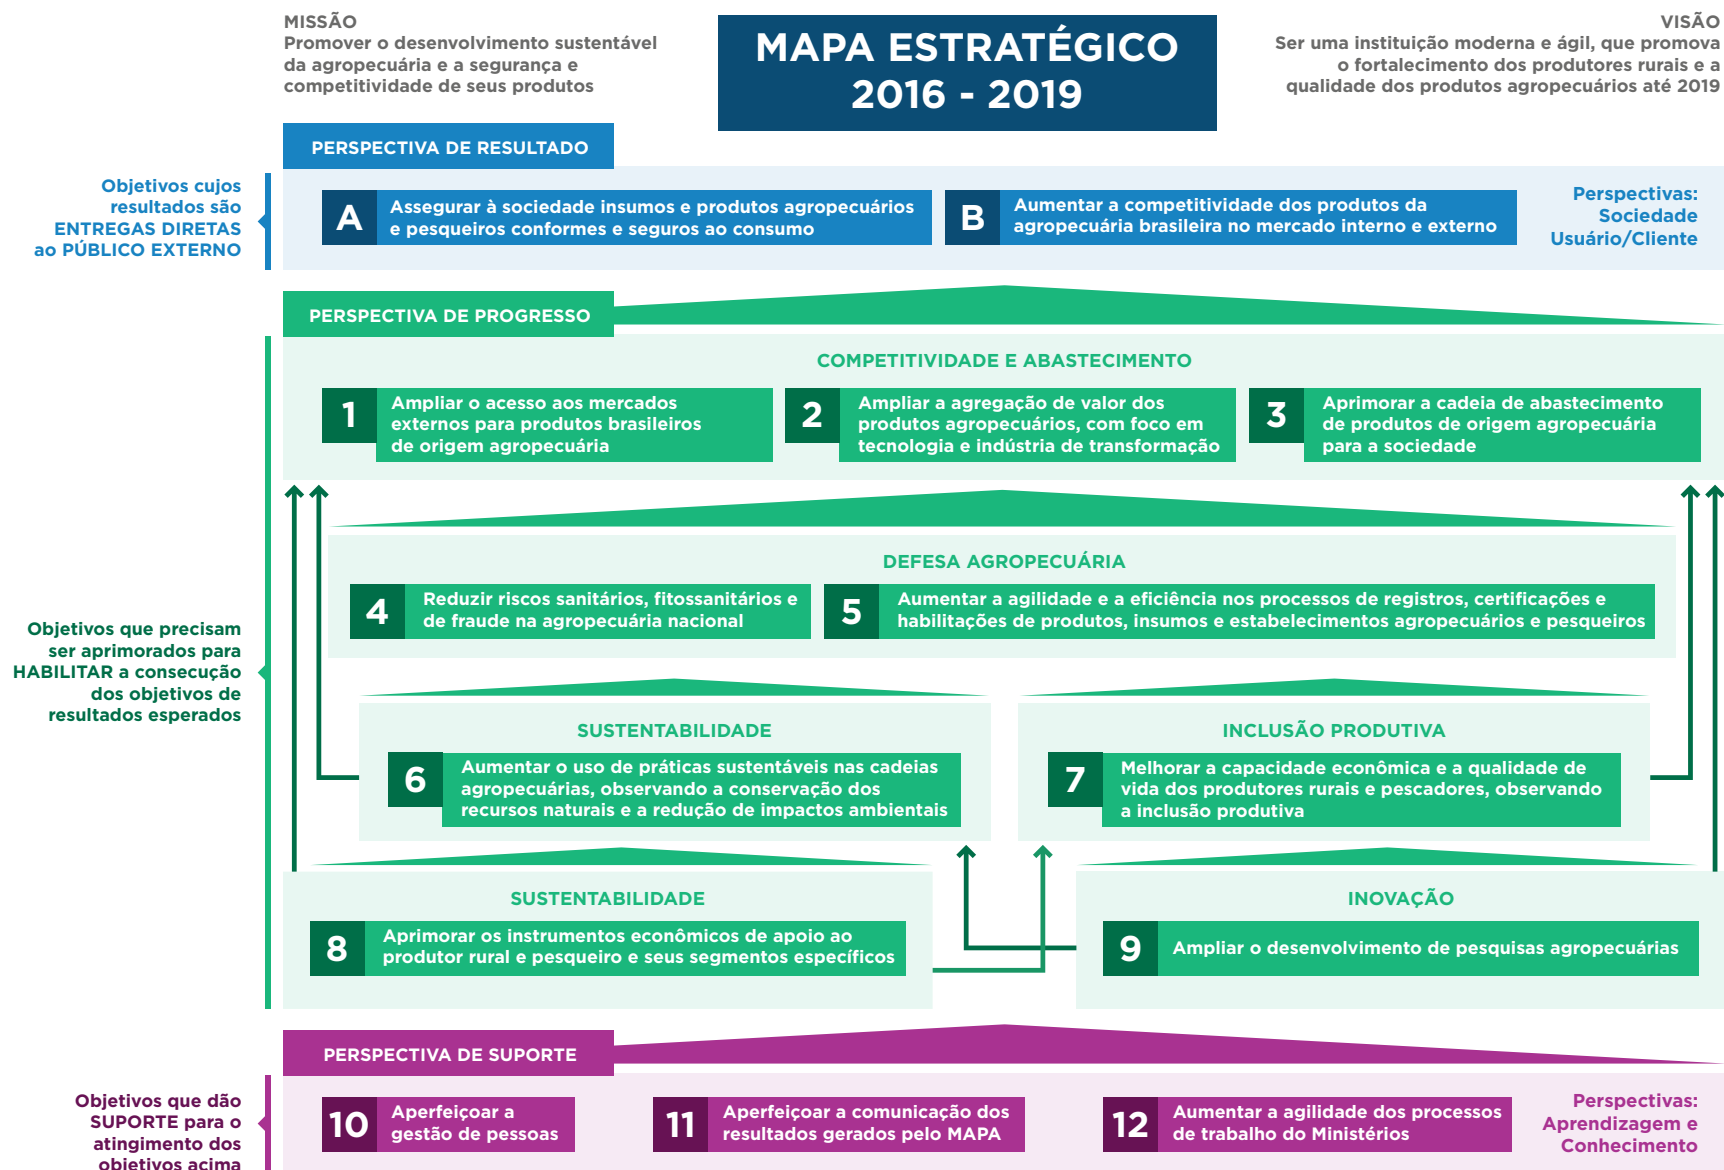 MISSÃO
Promover o desenvolvimento sustentável
da agropecuária e a segurança e
competitividade de seus produtos
MAPA ESTRATÉGICO
2016 - 2019
VISÃO
Ser uma instituição moderna e ágil, que promova
o fortalecimento dos produtores rurais e a
qualidade dos produtos agropecuários até 2019
PERSPECTIVA DE RESULTADO
Objetivos cujos
resultados são
ENTREGAS DIRETAS
ao PÚBLICO EXTERNO
A
Assegurar à sociedade insumos e produtos agropecuários
e pesqueiros conformes e seguros ao consumo
B
Aumentar a competitividade dos produtos da
agropecuária brasileira no mercado interno e externo
Perspectivas:
Sociedade
Usuário/Cliente
PERSPECTIVA DE PROGRESSO
Objetivos que precisam
ser aprimorados para
HABILITAR a consecução
dos objetivos de
resultados esperados
COMPETITIVIDADE E ABASTECIMENTO
1
Ampliar o acesso aos mercados
externos para produtos brasileiros
de origem agropecuária
2
Ampliar a agregação de valor dos
produtos agropecuários, com foco em
tecnologia e indústria de transformação
3
Aprimorar a cadeia de abastecimento
de produtos de origem agropecuária
para a sociedade
DEFESA AGROPECUÁRIA
4
Reduzir riscos sanitários, fitossanitários e
de fraude na agropecuária nacional
5
Aumentar a agilidade e a eficiência nos processos de registros, certificações e
habilitações de produtos, insumos e estabelecimentos agropecuários e pesqueiros
SUSTENTABILIDADE
6
Aumentar o uso de práticas sustentáveis nas cadeias
agropecuárias, observando a conservação dos
recursos naturais e a redução de impactos ambientais
INCLUSÃO PRODUTIVA
7
Melhorar a capacidade econômica e a qualidade de
vida dos produtores rurais e pescadores, observando
a inclusão produtiva
SUSTENTABILIDADE
8
Aprimorar os instrumentos econômicos de apoio ao
produtor rural e pesqueiro e seus segmentos específicos
INOVAÇÃO
9
Ampliar o desenvolvimento de pesquisas agropecuárias
PERSPECTIVA DE SUPORTE
Objetivos que dão
SUPORTE para o
atingimento dos
objetivos acima
10
Aperfeiçoar a
gestão de pessoas
11
Aperfeiçoar a comunicação dos
resultados gerados pelo MAPA
12
Aumentar a agilidade dos processos
de trabalho do Ministérios
Perspectivas:
Aprendizagem e
Conhecimento